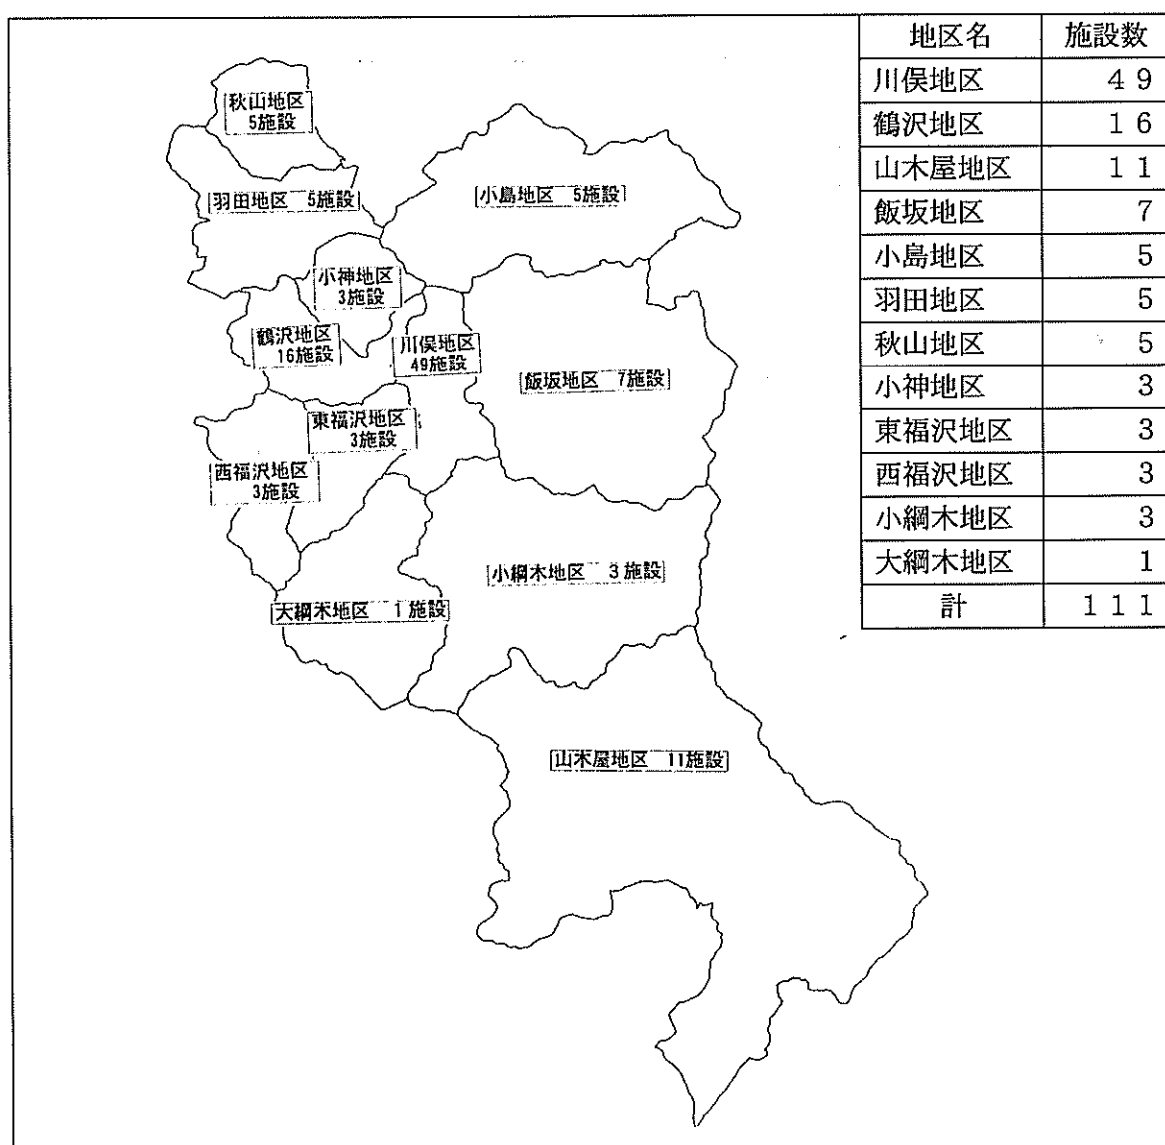 秋山地区
5施設
羽田地区 5施設
小島地区 5施設
小神地区
3施設
鶴沢地区
16施設
川俣地区
49施設
飯坂地区 7施設
東福沢地区
3施設
西福沢地区
3施設
小綱木地区 3施設
大綱木地区 1施設
山木屋地区 11施設
地区名 施設数
川俣地区 49
鶴沢地区 16
山木屋地区 11
飯坂地区 7
小島地区 5
羽田地区 5
秋山地区 5
小神地区 3
東福沢地区 3
西福沢地区 3
小綱木地区 3
大綱木地区 1
計 111